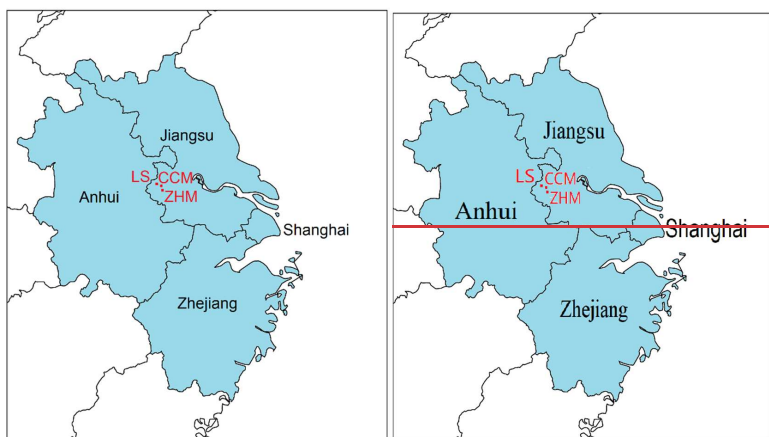 Jiangsu
LS CCM
ZHM
Anhui
Shanghai
Zhejiang
Jiangsu
LS CCM
ZHM
Anhui
Shanghai
Zhejiang